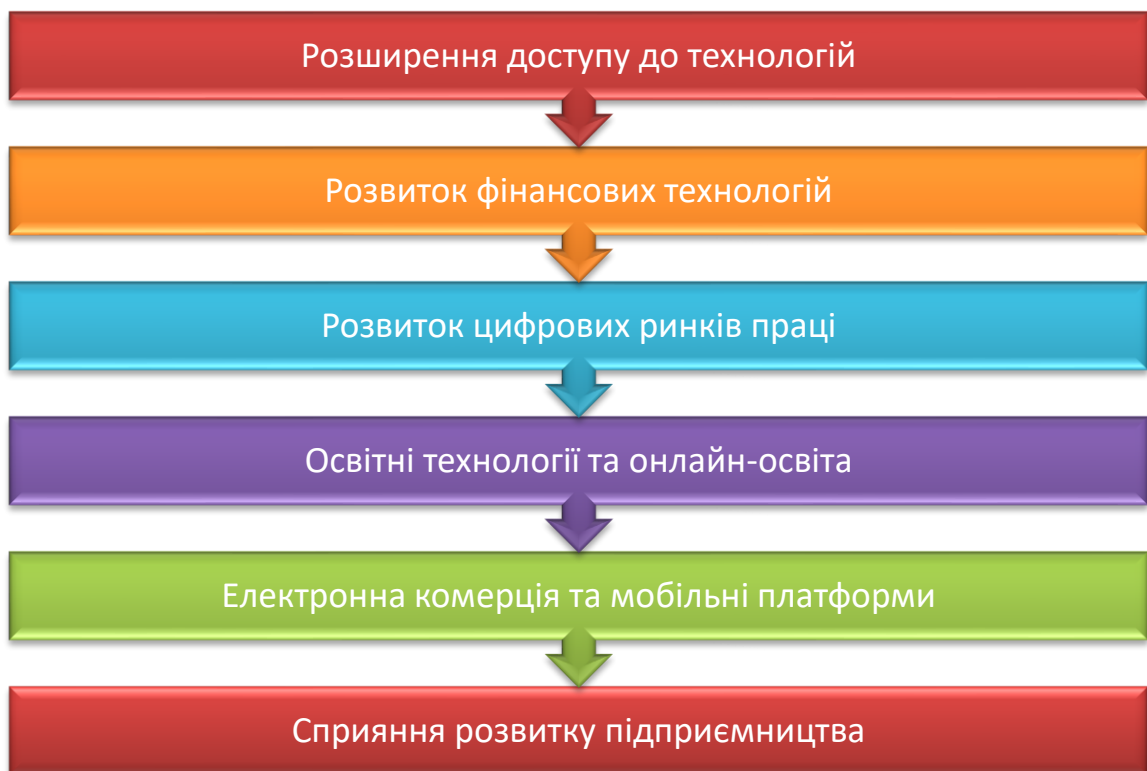 Розширення доступу до технологій
Розвиток фінансових технологій
Розвиток цифрових ринків праці
Освітні технології та онлайн-освіта
Електронна комерція та мобільні платформи
Сприяння розвитку підприємництва